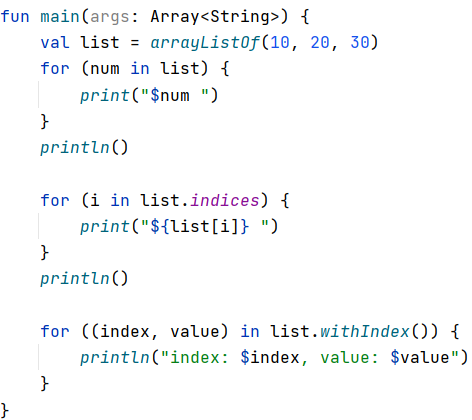 fun main(args: Array<String>) {
    val list = arrayListOf(10, 20, 30)
    for (num in list) {
        print("$num ")
    }
    println()

    for (i in list.indices) {
        print("${list[i]} ")
    }
    println()

    for ((index, value) in list.withIndex()) {
        println("index: $index, value: $value")
    }
}